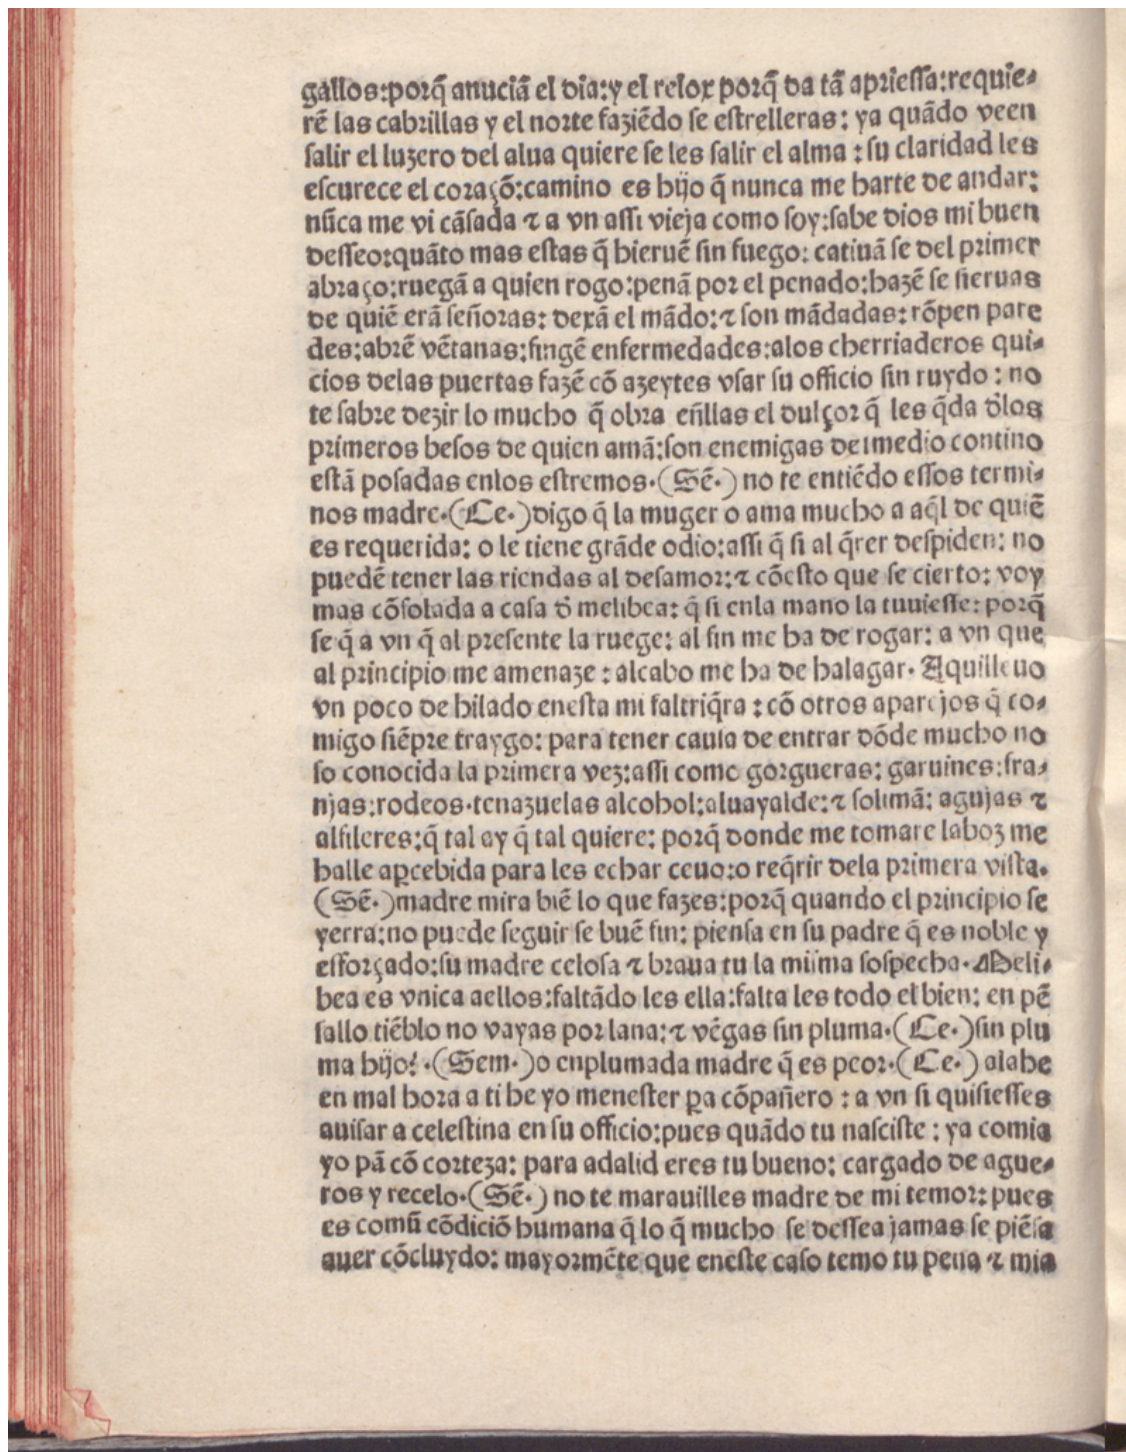 gallos:porq̃ anuciã el dia:y el relox porq̃ da tã apriessa:requie-
rẽ las cabrillas y el norte faziẽdo se estrelleras: ya quãdo veen
salir el luzero del alua quiere se les salir el alma : su claridad les
escurece el coraçõ:camino es hijo q̃ nunca me harte de andar:
nũca me vi cãsada ⁊ a vn assi vieja como soy:sabe dios mi buen
desseo:quãto mas estas q̃ hieruẽ sin fuego: catiuã se del primer
abraço:ruegã a quien rogo:penã por el penado:hazẽ se sieruas
de quiẽ erã señoras: dexã el mãdo:⁊ son mãdadas: rõpen pare
des:abrẽ vẽtanas:fingẽ enfermedades:alos cherriaderos qui-
cios delas puertas fazẽ cõ azeytes vsar su officio sin ruydo : no
te sabre dezir lo mucho q̃ obra eñllas el dulçor q̃ les q̃da d̃los
primeros besos de quien amã:son enemigas del medio contino
estã posadas enlos estremos.(Sẽ.) no te entiẽdo essos termi-
nos madre.(Ce.)digo q̃ la muger o ama mucho a aq̃l de quiẽ
es requerida: o le tiene grãde odio:assi q̃ si al q̃rer despiden: no
puedẽ tener las riendas al desamor:⁊ cõesto que se cierto: voy
mas cõsolada a casa d̃ melibea: q̃ si enla mano la tuuiesse: porq̃
se q̃ a vn q̃ al presente la ruege: al fin me ha de rogar: a vn que
al principio me amenaze : alcabo me ha de halagar. Aquilleuo
vn poco de hilado enesta mi faltriq̃ra : cõ otros aparejos q̃ co-
migo siẽpre traygo: para tener causa de entrar dõde mucho no
so conocida la primera vez:assi como gorgueras: garuines:fra-
njas:rodeos.tenazuelas alcohol:aluayalde:⁊ solimã: agujas ⁊
alfileres:q̃ tal ay q̃ tal quiere: porq̃ donde me tomare laboz me
halle aꝑcebida para les echar ceuo:o req̃rir dela primera vista.
(Sẽ.)madre mira biẽ lo que fazes:porq̃ quando el principio se
yerra:no puede seguir se buẽ fin: piensa en su padre q̃ es noble y
esforçado:su madre celosa ⁊ braua tu la misma sospecha. Meli-
bea es vnica aellos:faltãdo les ella:falta les todo el bien: en pẽ
sallo tiẽblo no vayas por lana:⁊ vẽgas sin pluma.(Ce.)sin plu
ma hijo? .(Sem.)o enplumada madre q̃ es peor.(Ce.) alahe
en mal hora a ti he yo menester ꝑa cõpañero : a vn si quisiesses
auisar a celestina en su officio:pues quãdo tu nasciste : ya comia
yo pã cõ corteza: para adalid eres tu bueno: cargado de ague-
ros y recelo.(Sẽ.) no te marauilles madre de mi temor: pues
es comũ cõdiciõ humana q̃ lo q̃ mucho se dessea jamas se piẽsa
auer cõcluydo: mayormẽte que eneste caso temo tu pena ⁊ mia